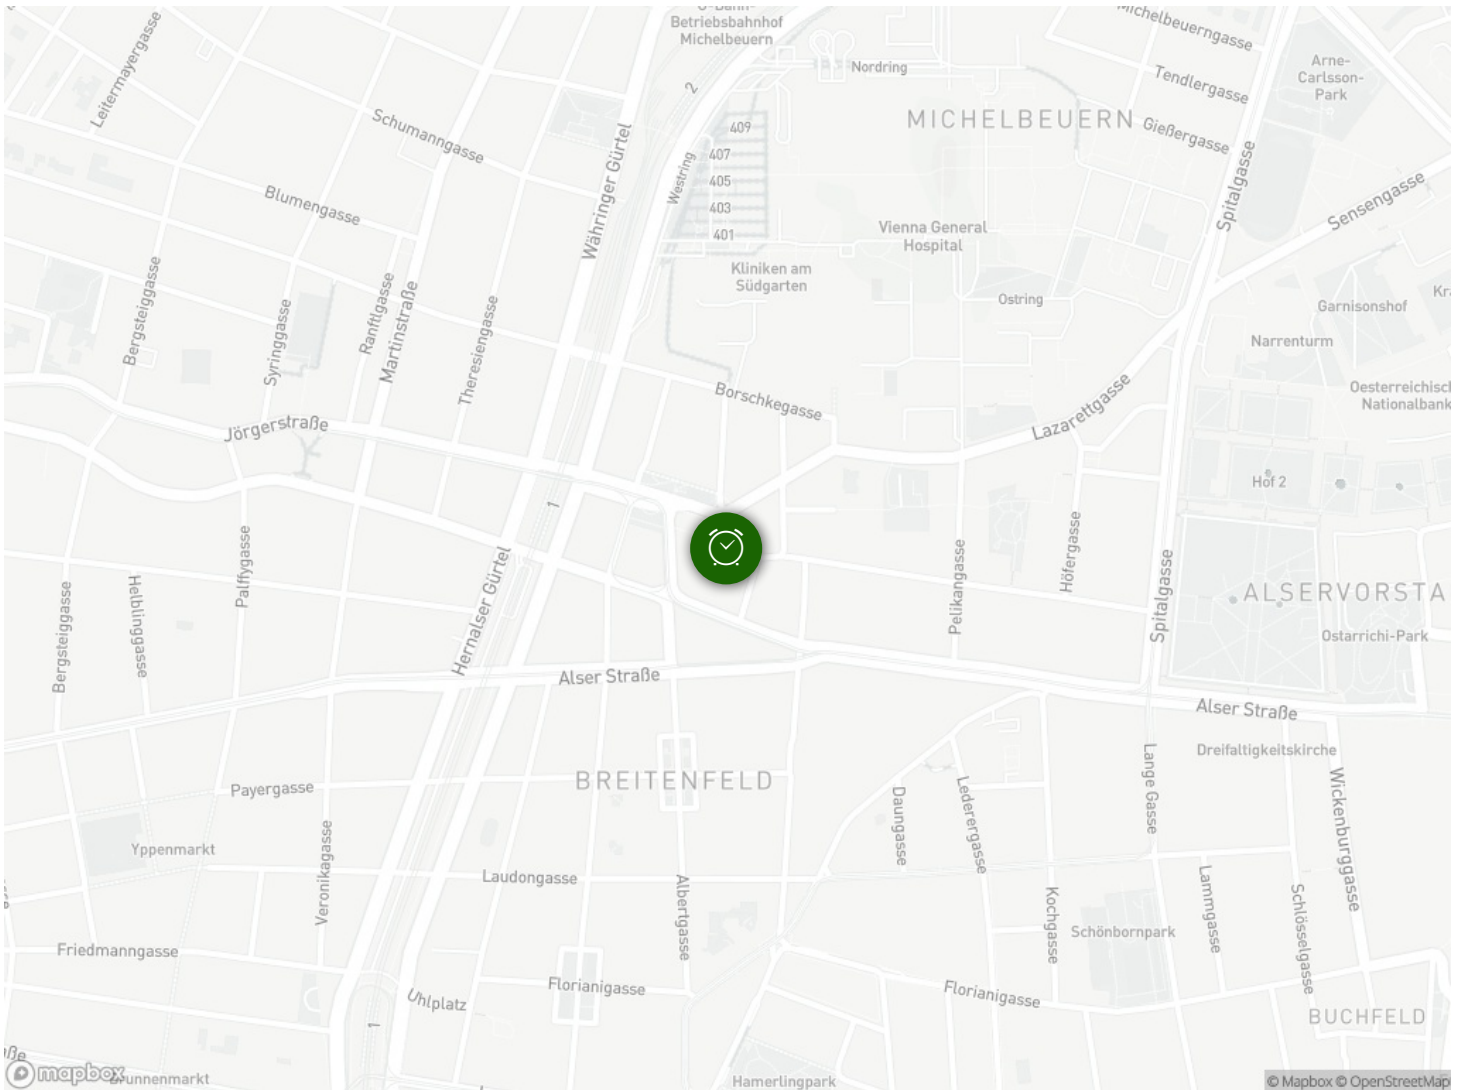 Betriebsbahnhof
Michelbeuern
Michelbeuerngasse
Leitermayergasse
Nordring
Arne-
Carlsson-
Park
Tendlergasse
2
MICHELBEUERN
Gießergasse
Schumanngasse
409
407
405
403
401
Westring
Währinger Gürtel
Spitalgasse
Sensengasse
Blumengasse
Vienna General
Hospital
Kliniken am
Südgarten
Ostring
Garnisonshof
Narrenturm
Bergsteiggasse
Syringgasse
Ranftlgasse
Martinstraße
Theresiengasse
Borschkegasse
Lazarettgasse
Oesterreichisc
Nationalbank
Jörgerstraße
Hof 2
1
Palffygasse
Hernalser Gürtel
Pelikangasse
Höfergasse
Spitalgasse
ALSERVORSTA
Ostarrichi-Park
Bergsteiggasse
Helblinggasse
Alser Straße
Alser Straße
Dreifaltigkeitskirche
BREITENFELD
Payergasse
Yppenmarkt
Veronikagasse
Laudongasse
Albertgasse
Daungasse
Lederergasse
Kochgasse
Lange Gasse
Lammgasse
Schlösselgasse
Wickenburggasse
Schönbornpark
Friedmanngasse
Uhlplatz
Florianigasse
Florianigasse
BUCHFELD
1
Hamerlingpark
mapbox
© Mapbox © OpenStreetMap